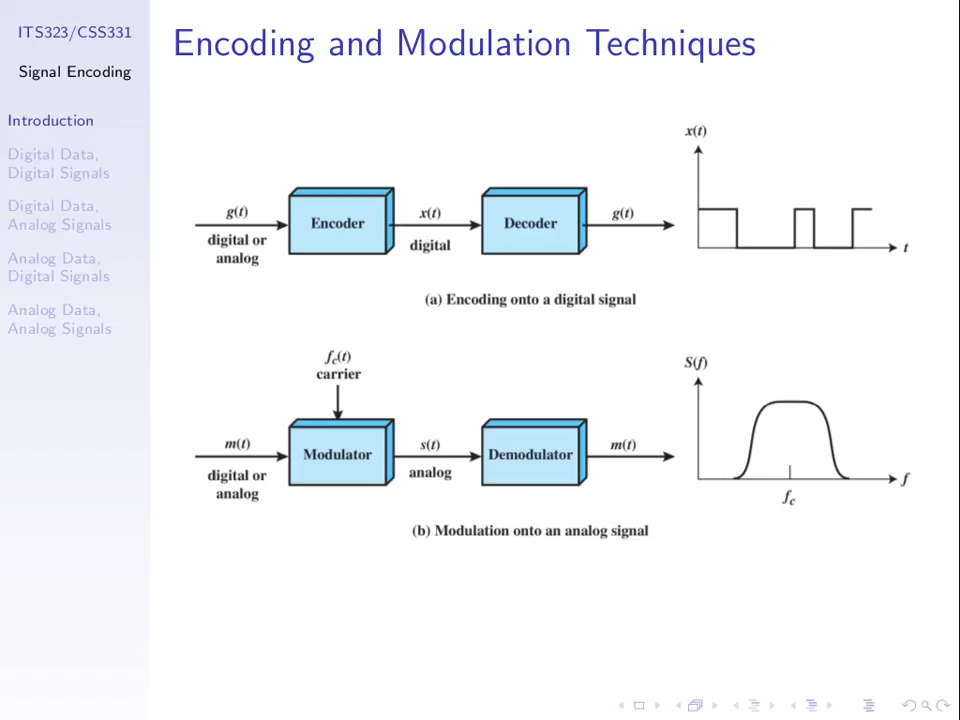 ITS323/CSS331
Signal Encoding
Introduction
Digital Data,
Digital Signals
Digital Data,
Analog Signals
Analog Data,
Digital Signals
Analog Data,
Analog Signals
Encoding and Modulation Techniques
g(t)
digital or
analog
Encoder
x(t)
digital
Decoder
g(t)
x(t)
t
(a) Encoding onto a digital signal
fc(t)
carrier
m(t)
digital or
analog
Modulator
s(t)
analog
Demodulator
m(t)
S(f)
f
fc
(b) Modulation onto an analog signal